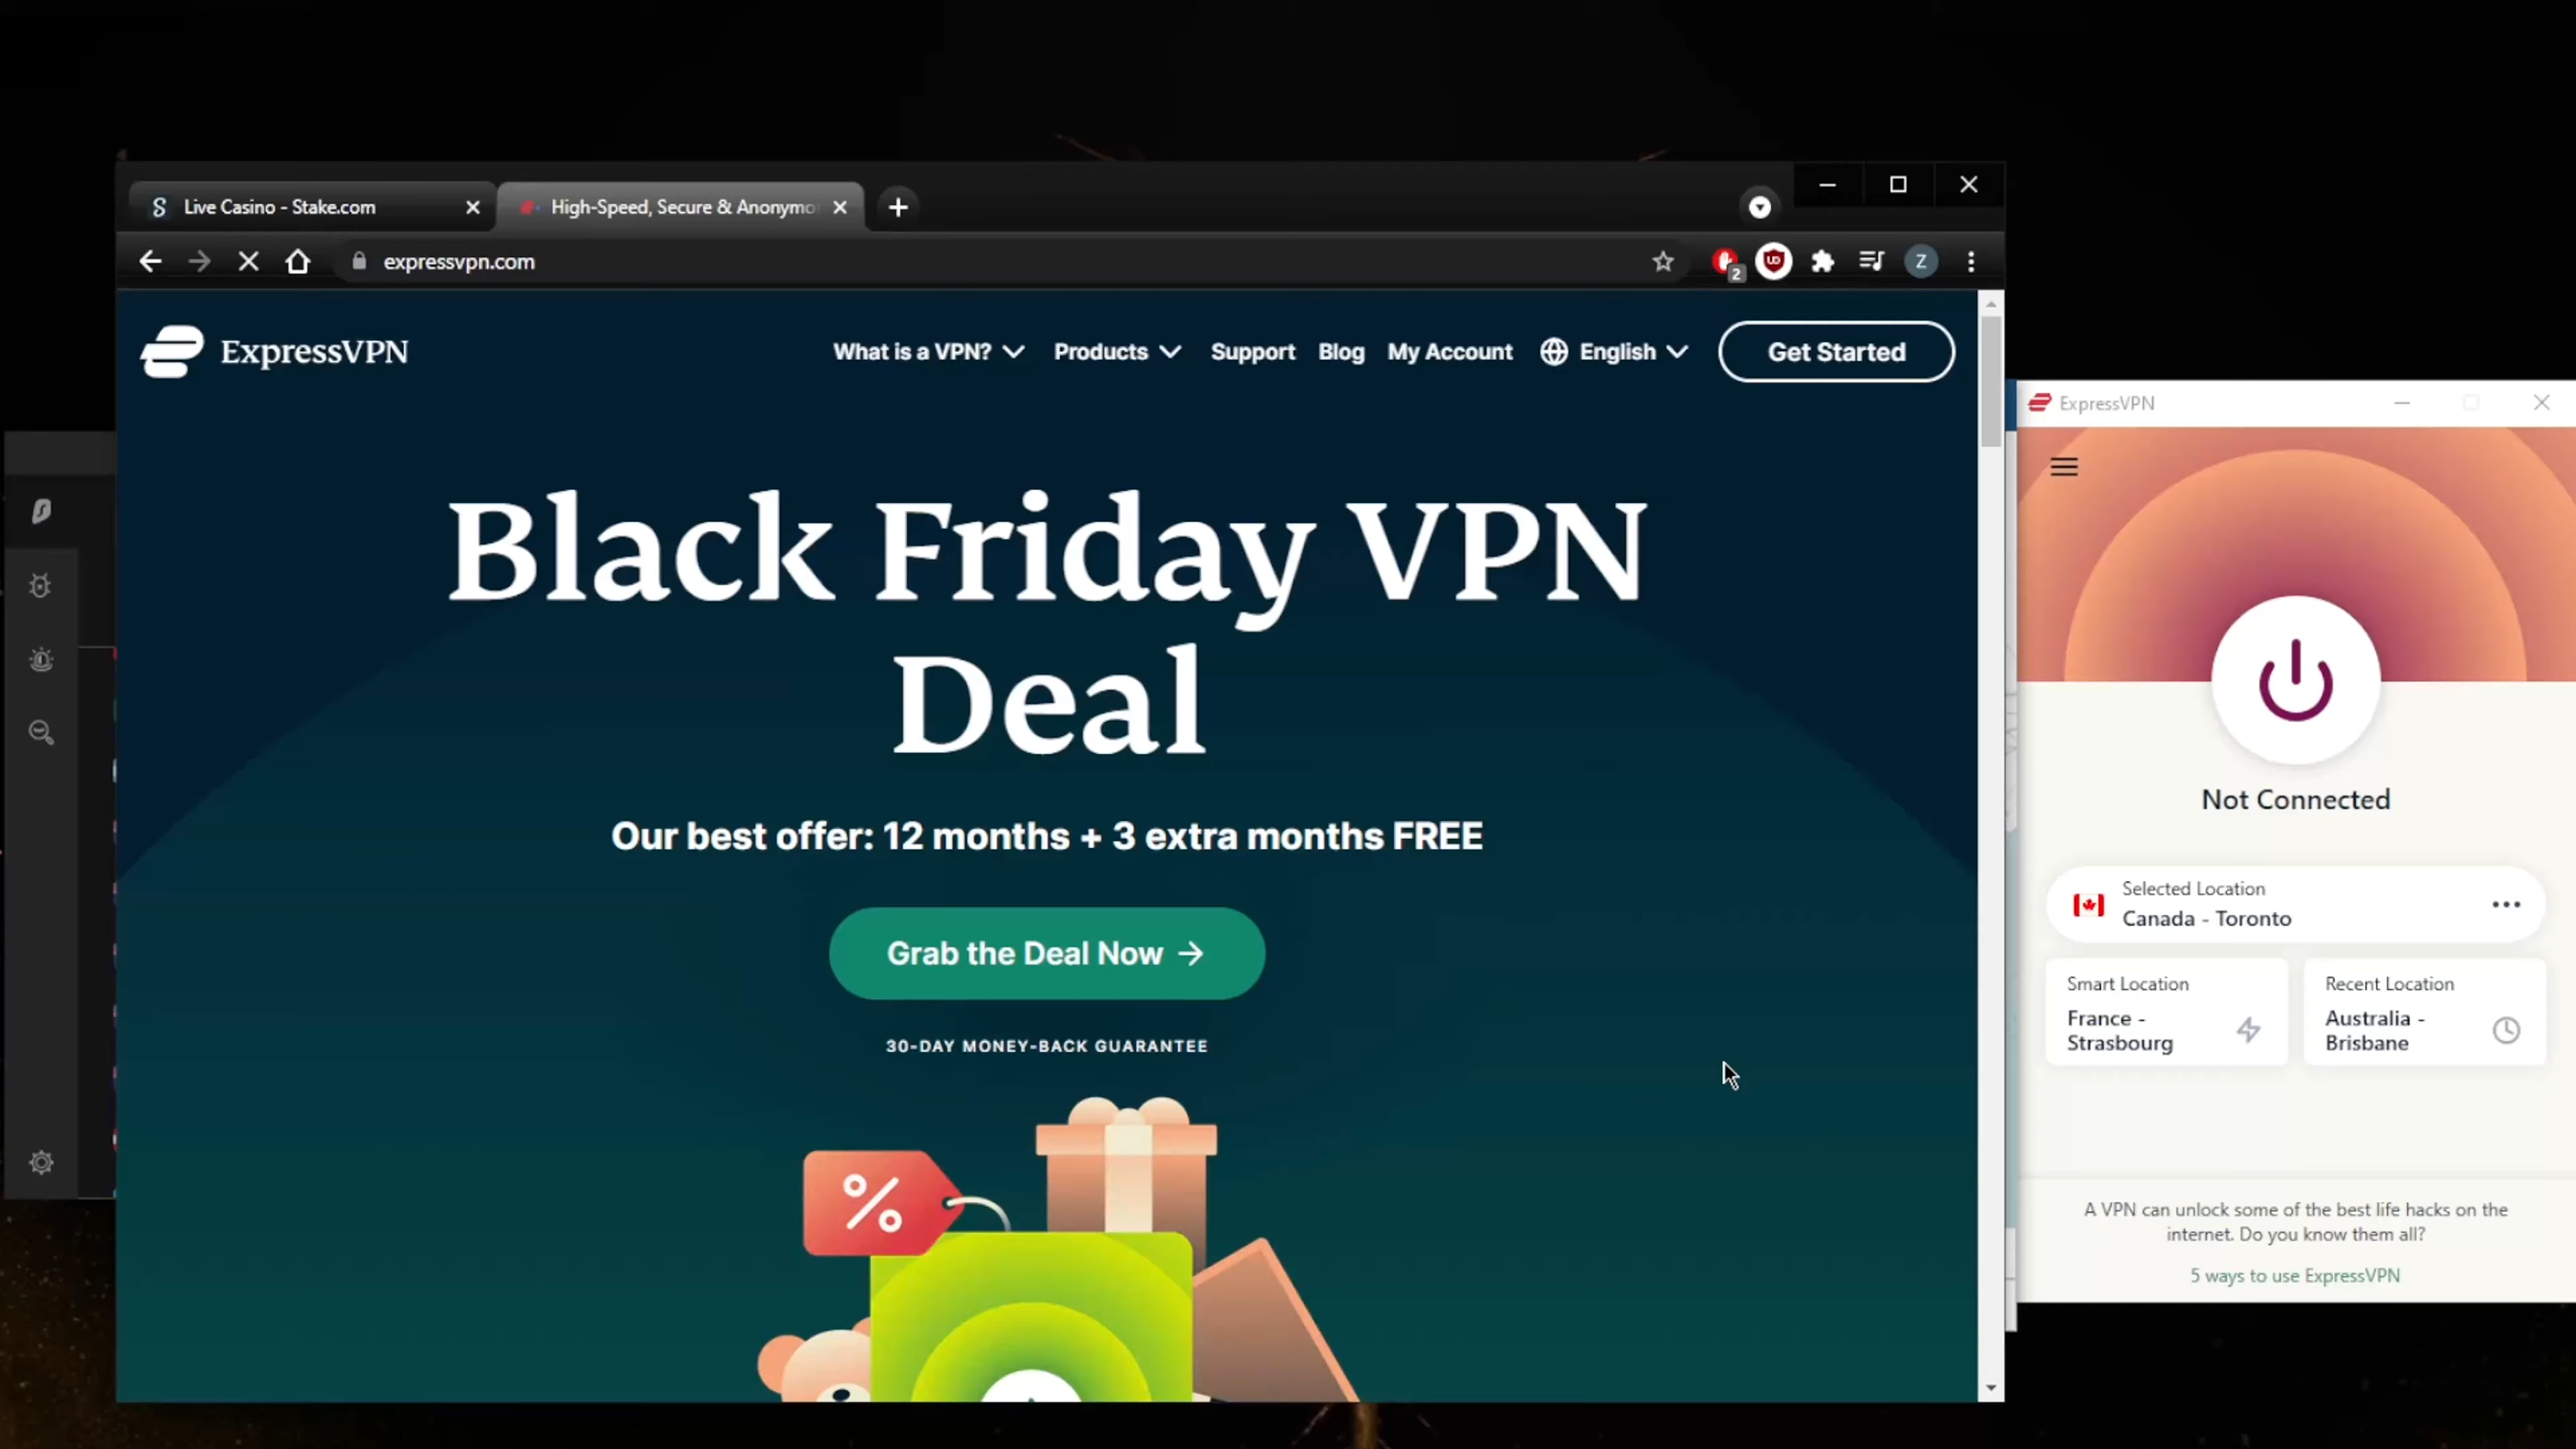 Live Casino - Stake.com
High-Speed, Secure & Anonymo
expressvpn.com
2
Z
ExpressVPN
What is a VPN?
Products
Support
Blog
My Account
English
Get Started
Black Friday VPN
Deal
Our best offer: 12 months + 3 extra months FREE
Grab the Deal Now →
30-DAY MONEY-BACK GUARANTEE
%
ExpressVPN
Not Connected
Selected Location
Canada - Toronto
Smart Location
France -
Strasbourg
Recent Location
Australia -
Brisbane
A VPN can unlock some of the best life hacks on the
internet. Do you know them all?
5 ways to use ExpressVPN